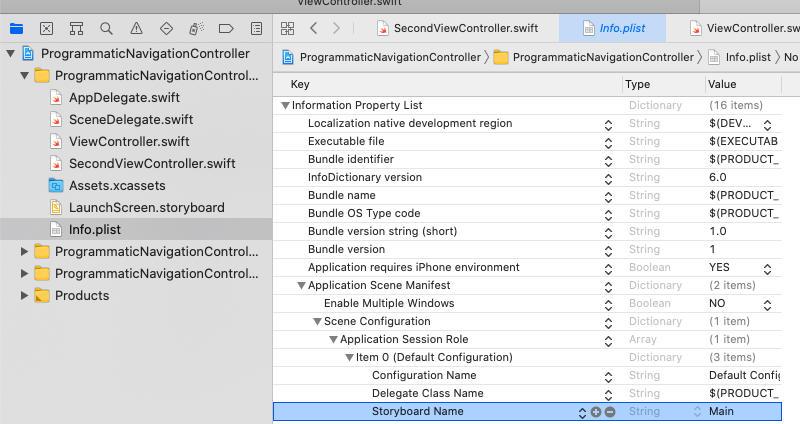 ViewController.swift
SecondViewController.swift
Info.plist
ViewController.swift
ProgrammaticNavigationController
ProgrammaticNavigationController
Info.plist
No
ProgrammaticNavigationController
ProgrammaticNavigationControl...
AppDelegate.swift
SceneDelegate.swift
ViewController.swift
SecondViewController.swift
Assets.xcassets
LaunchScreen.storyboard
Info.plist
ProgrammaticNavigationControl...
ProgrammaticNavigationControl...
Products
Key Type Value
Information Property List Dictionary (16 items)
Localization native development region String $(DEV...
Executable file String $(EXECUTAB
Bundle identifier String $(PRODUCT_
InfoDictionary version String 6.0
Bundle name String $(PRODUCT_
Bundle OS Type code String $(PRODUCT_
Bundle version string (short) String 1.0
Bundle version String 1
Application requires iPhone environment Boolean YES
Application Scene Manifest Dictionary (2 items)
Enable Multiple Windows Boolean NO
Scene Configuration Dictionary (1 item)
Application Session Role Array (1 item)
Item 0 (Default Configuration) Dictionary (3 items)
Configuration Name String Default Config
Delegate Class Name String $(PRODUCT_
Storyboard Name String Main